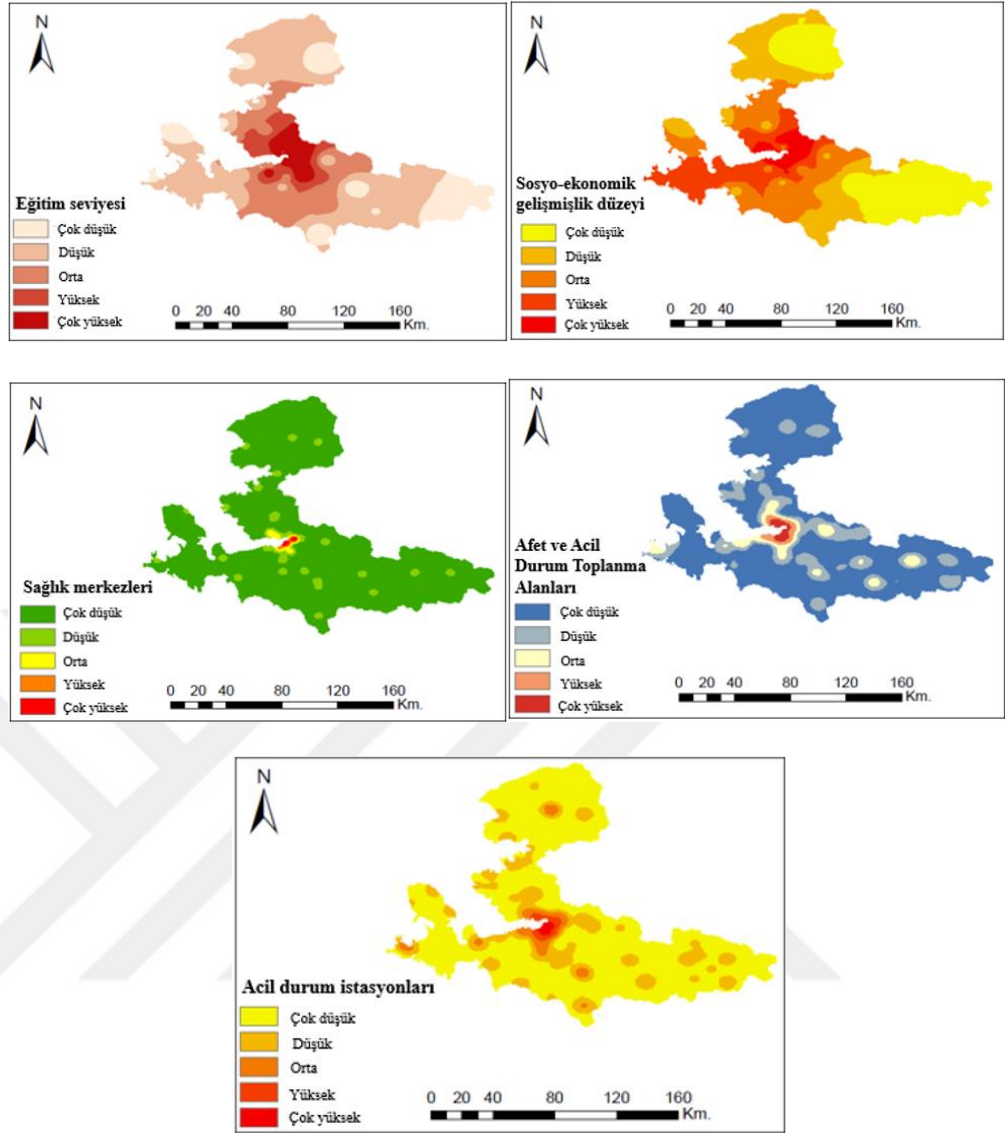 N
Eğitim seviyesi
Çok düşük
Düşük
Orta
Yüksek
Çok yüksek
0 20 40 80 120 160
Km.
N
Sosyo-ekonomik
gelişmişlik düzeyi
Çok düşük
Düşük
Orta
Yüksek
Çok yüksek
0 20 40 80 120 160
Km.
N
Sağlık merkezleri
Çok düşük
Düşük
Orta
Yüksek
Çok yüksek
0 20 40 80 120 160
Km.
N
Afet ve Acil
Durum Toplanma
Alanları
Çok düşük
Düşük
Orta
Yüksek
Çok yüksek
0 20 40 80 120 160
Km.
N
Acil durum istasyonları
Çok düşük
Düşük
Orta
Yüksek
Çok yüksek
0 20 40 80 120 160
Km.